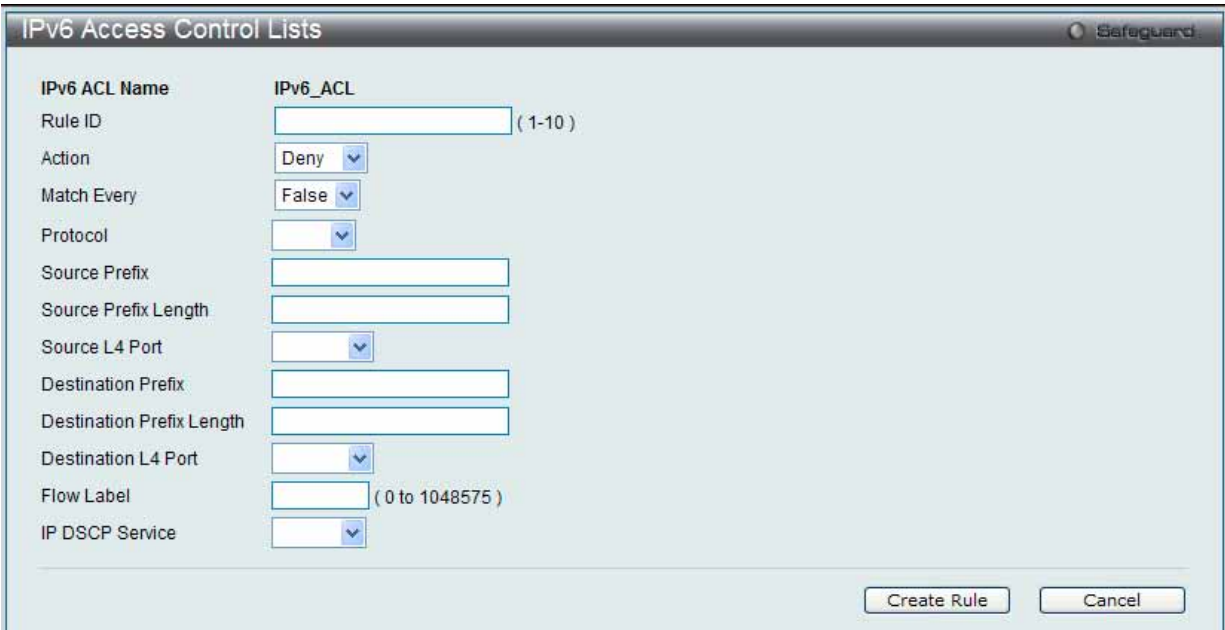 IPv6 Access Control Lists
Safeguard
IPv6 ACL Name IPv6_ACL
Rule ID ( 1-10 )
Action Deny
Match Every False
Protocol
Source Prefix
Source Prefix Length
Source L4 Port
Destination Prefix
Destination Prefix Length
Destination L4 Port
Flow Label ( 0 to 1048575 )
IP DSCP Service
Create Rule Cancel